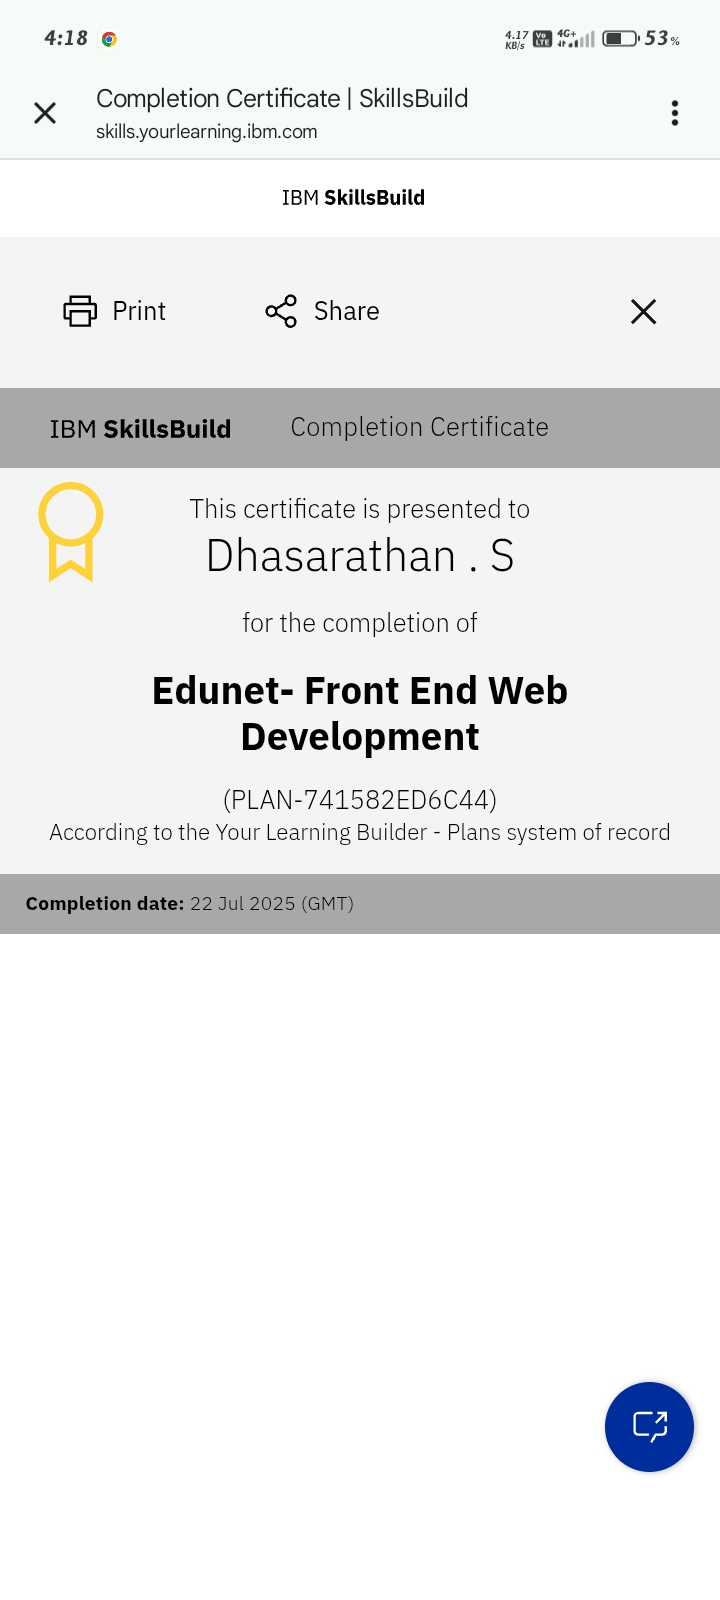 4:18
4.17 KB/s Vo LTE 4G+ 53%
Completion Certificate | SkillsBuild
skills.yourlearning.ibm.com
IBM SkillsBuild
Print Share
IBM SkillsBuild Completion Certificate
This certificate is presented to
Dhasarathan . S
for the completion of
Edunet- Front End Web
Development
(PLAN-741582ED6C44)
According to the Your Learning Builder - Plans system of record
Completion date: 22 Jul 2025 (GMT)